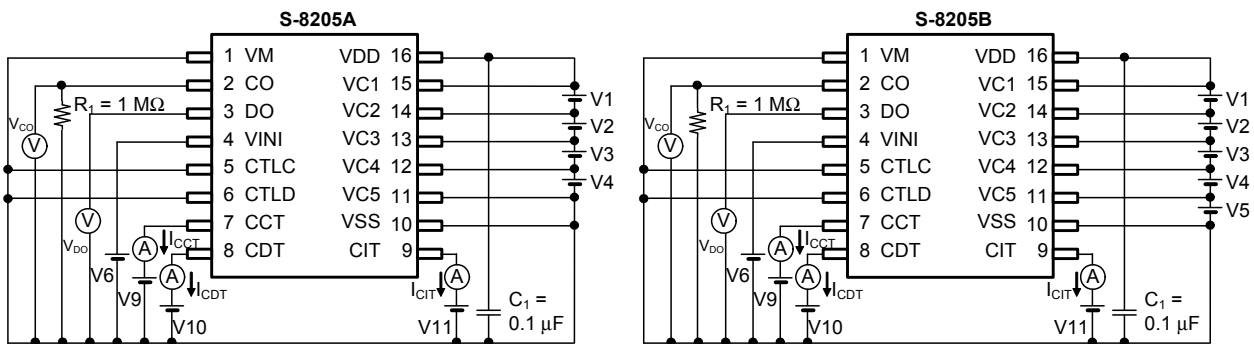 S-8205A
1 VM VDD 16
2 CO VC1 15
R1 = 1 MΩ
3 DO VC2 14
4 VINI VC3 13
5 CTLC VC4 12
6 CTLD VC5 11
7 CCT VSS 10
8 CDT CIT 9
VCO
V
V
VDO
A
ICCT
A
ICDT
A
ICIT
V1
V2
V3
V4
V6
V9
V10
V11
C1 =
0.1 μF
S-8205B
1 VM VDD 16
2 CO VC1 15
R1 = 1 MΩ
3 DO VC2 14
4 VINI VC3 13
5 CTLC VC4 12
6 CTLD VC5 11
7 CCT VSS 10
8 CDT CIT 9
VCO
V
V
VDO
A
ICCT
A
ICDT
A
ICIT
V1
V2
V3
V4
V5
V6
V9
V10
V11
C1 =
0.1 μF